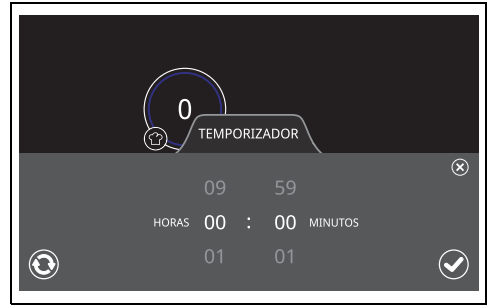 0
TEMPORIZADOR
09 59
HORAS 00 : 00 MINUTOS
01 01